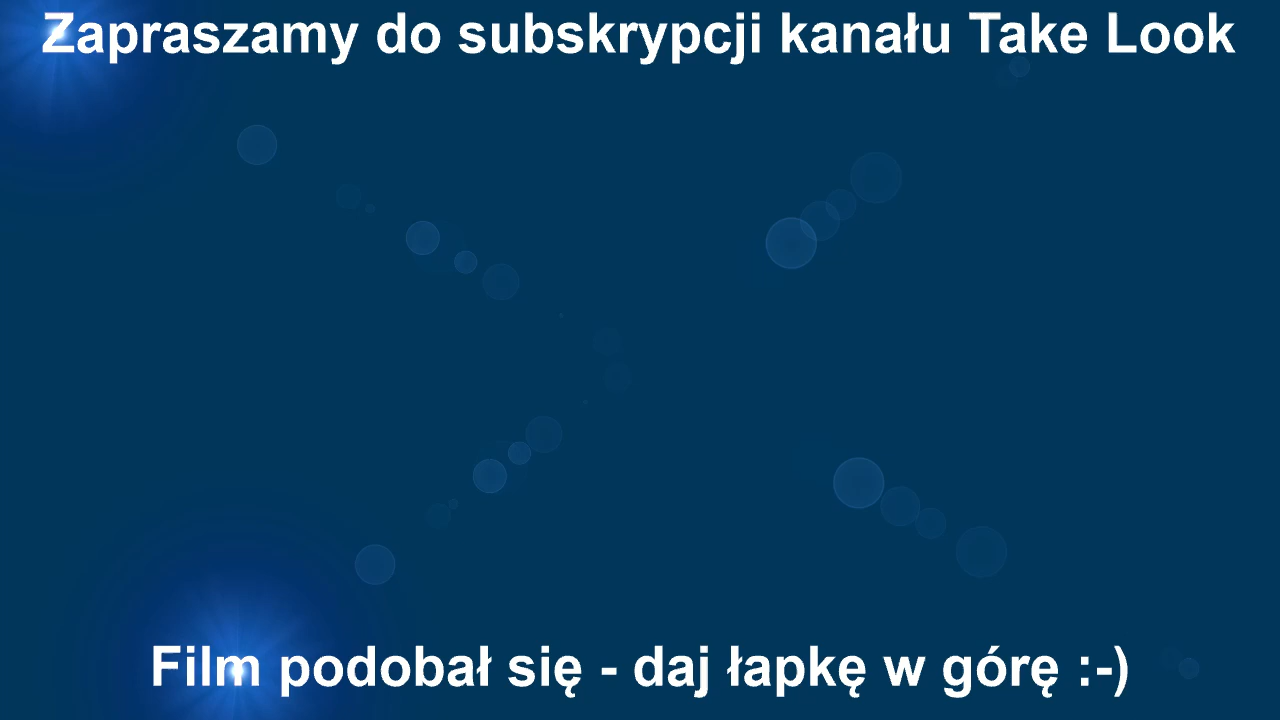 Zapraszamy do subskrypcji kanału Take Look
Film podobał się - daj łapkę w górę :-)